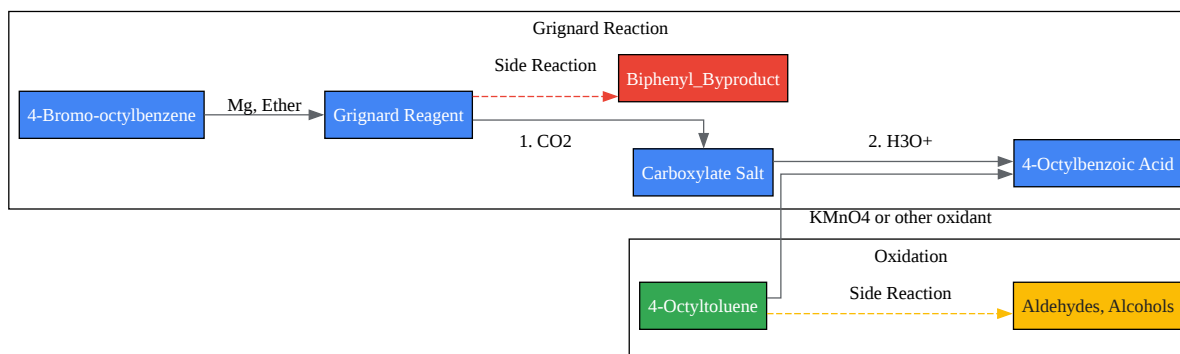 Grignard Reaction
Side Reaction
Biphenyl_Byproduct
4-Bromo-octylbenzene
Mg, Ether
Grignard Reagent
1. CO2
Carboxylate Salt
2. H3O+
4-Octylbenzoic Acid
KMnO4 or other oxidant
Oxidation
4-Octyltoluene
Side Reaction
Aldehydes, Alcohols